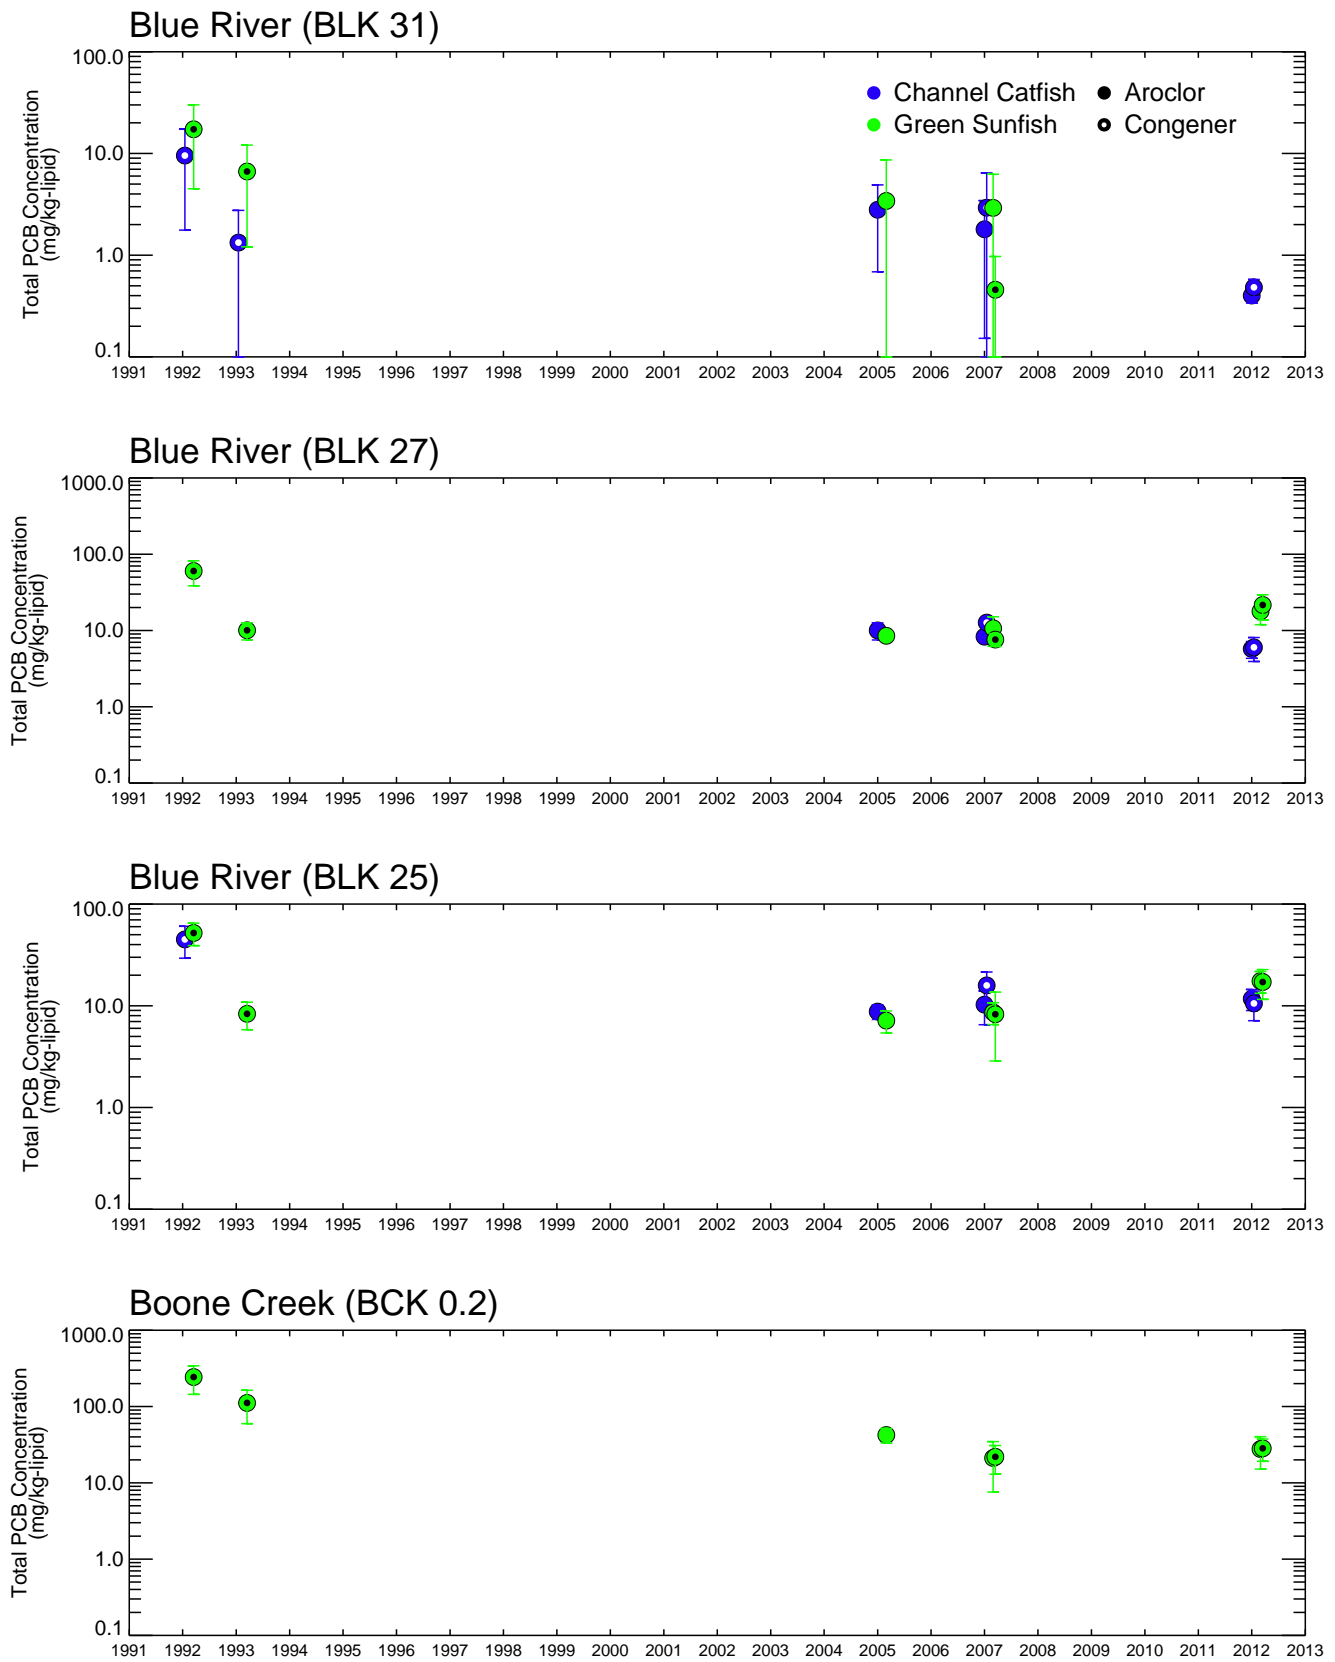 Blue River (BLK 31)
100.0
10.0
1.0
0.1
Total PCB Concentration
(mg/kg-lipid)
Channel Catfish
Aroclor
Green Sunfish
Congener
1991 1992 1993 1994 1995 1996 1997 1998 1999 2000 2001 2002 2003 2004 2005 2006 2007 2008 2009 2010 2011 2012 2013
Blue River (BLK 27)
1000.0
100.0
10.0
1.0
0.1
Total PCB Concentration
(mg/kg-lipid)
1991 1992 1993 1994 1995 1996 1997 1998 1999 2000 2001 2002 2003 2004 2005 2006 2007 2008 2009 2010 2011 2012 2013
Blue River (BLK 25)
100.0
10.0
1.0
0.1
Total PCB Concentration
(mg/kg-lipid)
1991 1992 1993 1994 1995 1996 1997 1998 1999 2000 2001 2002 2003 2004 2005 2006 2007 2008 2009 2010 2011 2012 2013
Boone Creek (BCK 0.2)
1000.0
100.0
10.0
1.0
0.1
Total PCB Concentration
(mg/kg-lipid)
1991 1992 1993 1994 1995 1996 1997 1998 1999 2000 2001 2002 2003 2004 2005 2006 2007 2008 2009 2010 2011 2012 2013